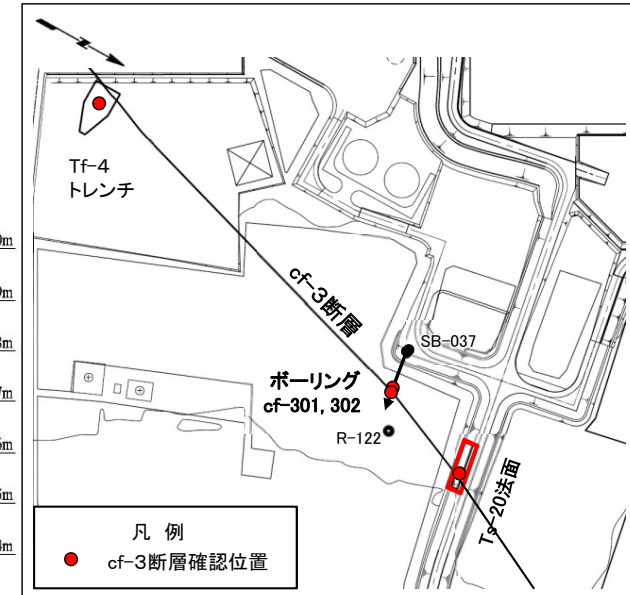 N
Tf-4
トレンチ
cf-3断層
SB-037
ボーリング
cf-301, 302
R-122
Ts-20法面
凡 例
cf-3断層確認位置